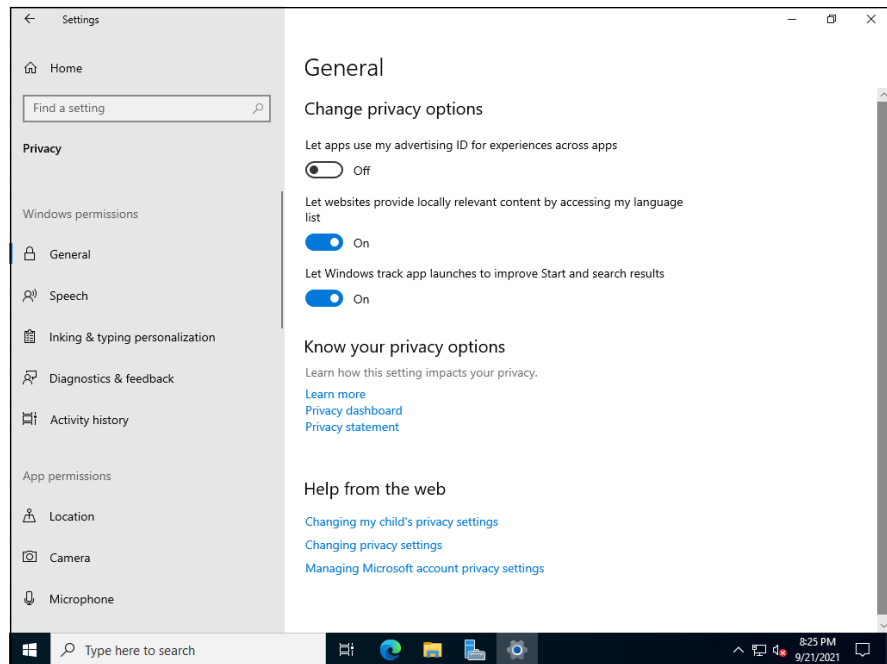 Settings
Home
Find a setting
Privacy
Windows permissions
General
Speech
Inking & typing personalization
Diagnostics & feedback
Activity history
App permissions
Location
Camera
Microphone
General
Change privacy options
Let apps use my advertising ID for experiences across apps
Off
Let websites provide locally relevant content by accessing my language
list
On
Let Windows track app launches to improve Start and search results
On
Know your privacy options
Learn how this setting impacts your privacy.
Learn more
Privacy dashboard
Privacy statement
Help from the web
Changing my child's privacy settings
Changing privacy settings
Managing Microsoft account privacy settings
Type here to search
8:25 PM
9/21/2021